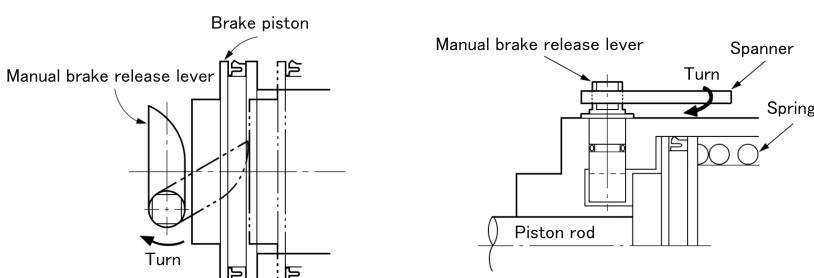 Brake piston
Manual brake release lever
Turn
Manual brake release lever
Spanner
Turn
Spring
Piston rod